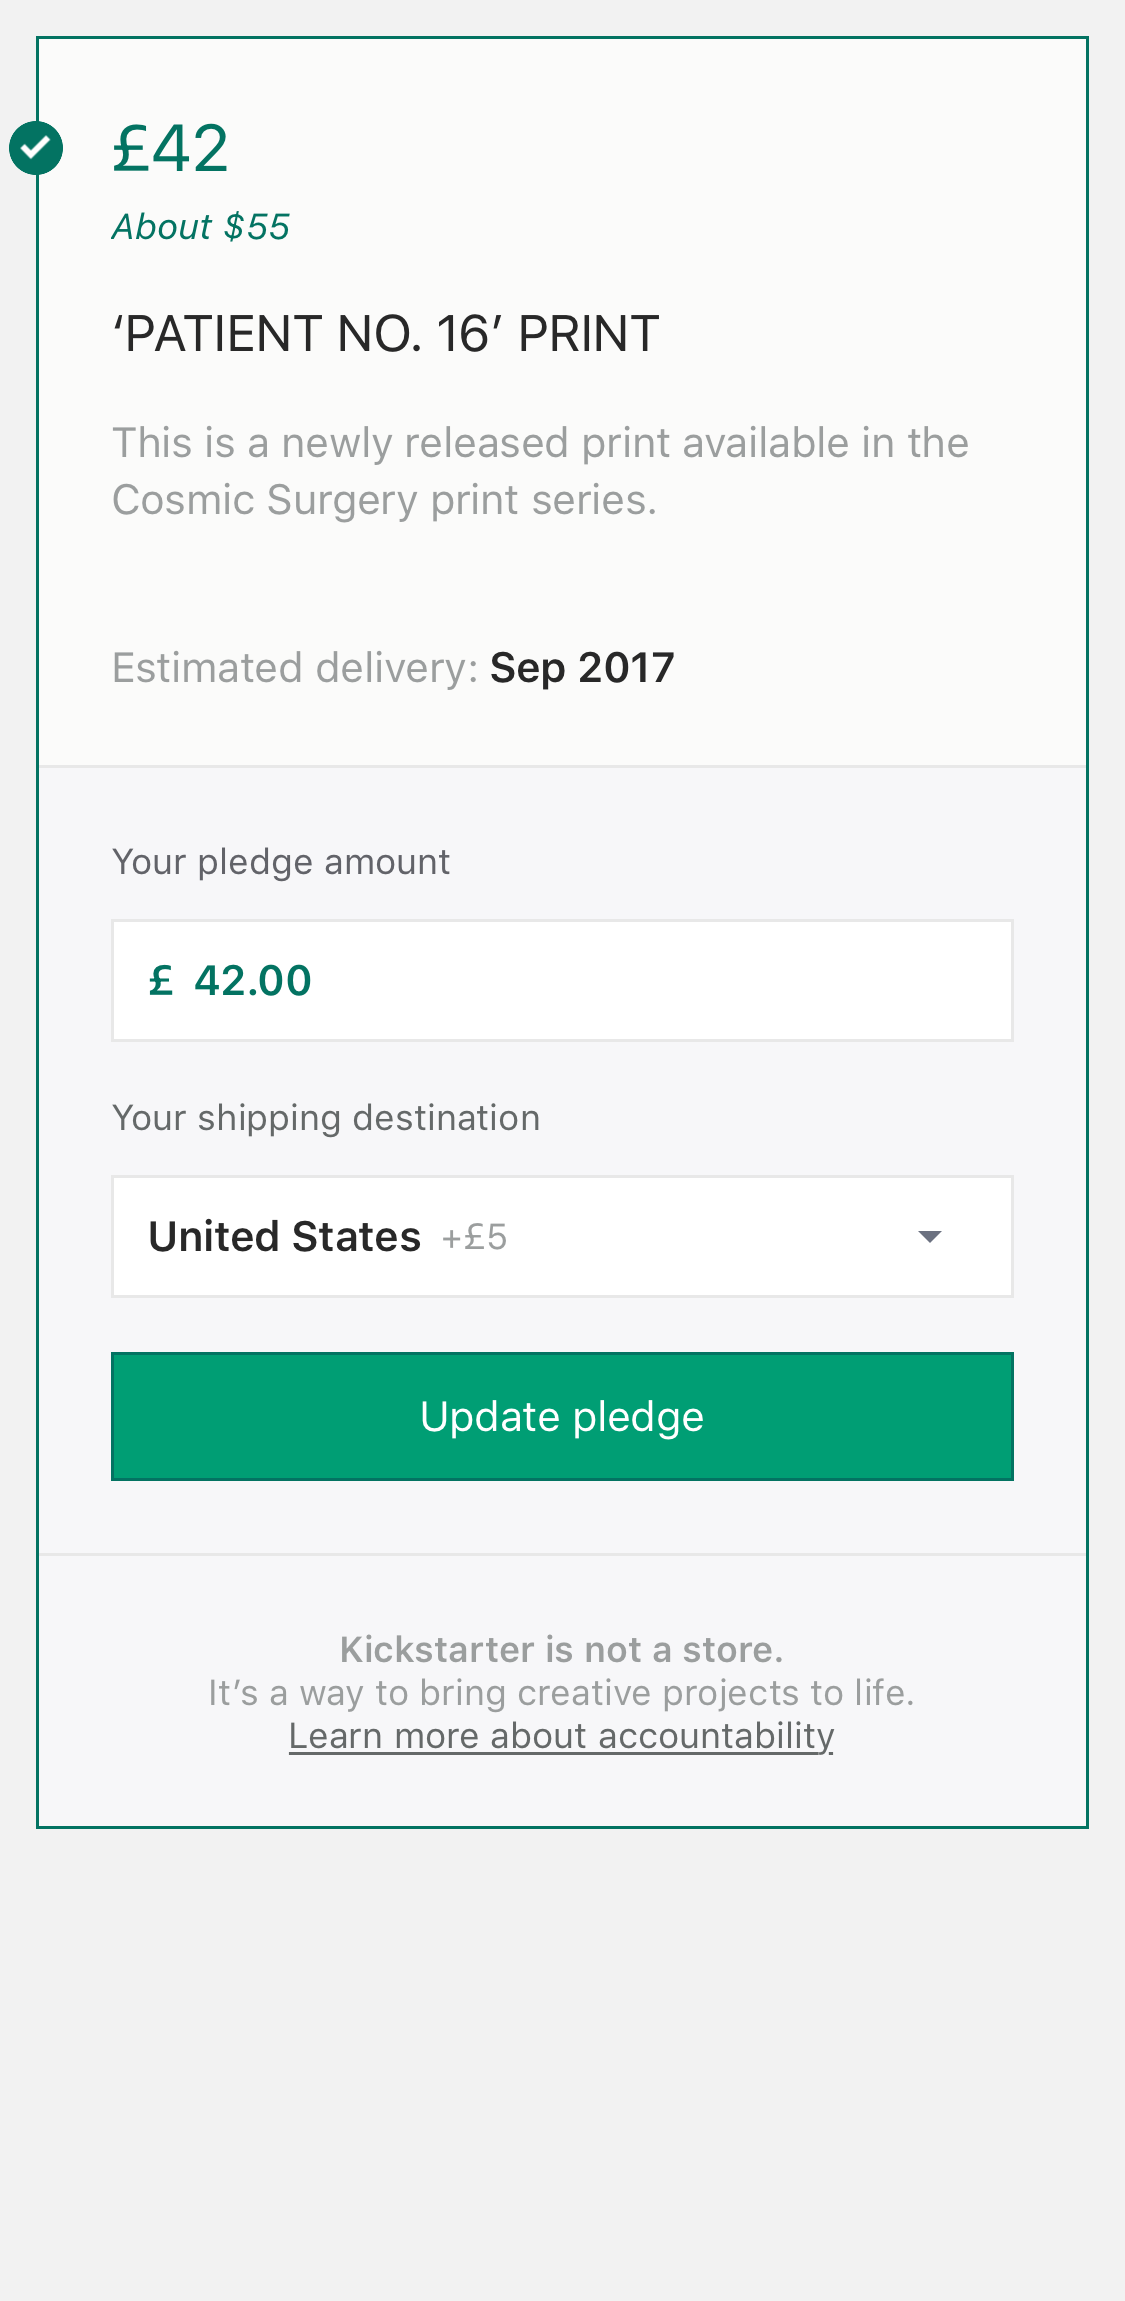 £42
About $55
‘PATIENT NO. 16’ PRINT
This is a newly released print available in the
Cosmic Surgery print series.
Estimated delivery: Sep 2017
Your pledge amount
£ 42.00
Your shipping destination
United States +£5
Update pledge
Kickstarter is not a store.
It’s a way to bring creative projects to life.
Learn more about accountability